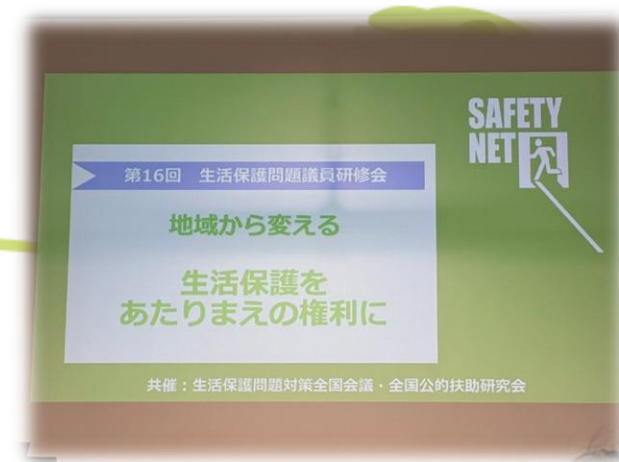 SAFETY
NET
第16回 生活保護問題議員研修会
地域から変える
生活保護を
あたりまえの権利に
共催：生活保護問題対策全国会議・全国公的扶助研究会